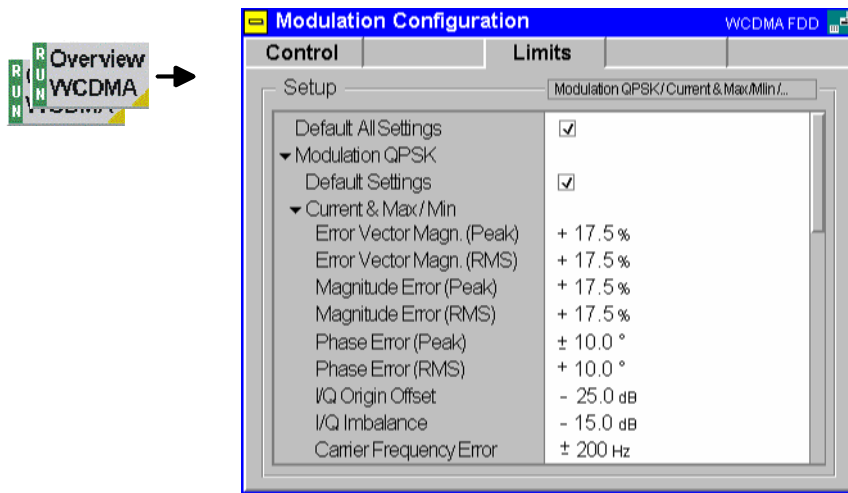 Modulation Configuration WCDMA FDD
RUN Overview WCDMA
RUN
Control Limits
Setup Modulation QPSK/Current & Max/Mlin/...
Default All Settings
Modulation QPSK
Default Settings
Current & Max/Min
Error Vector Magn. (Peak) + 17.5 %
Error Vector Magn. (RMS) + 17.5 %
Magnitude Error (Peak) + 17.5 %
Magnitude Error (RMS) + 17.5 %
Phase Error (Peak) ± 10.0 °
Phase Error (RMS) + 10.0 °
I/Q Origin Offset - 25.0 dB
I/Q Imbalance - 15.0 dB
Carrier Frequency Error ± 200 Hz